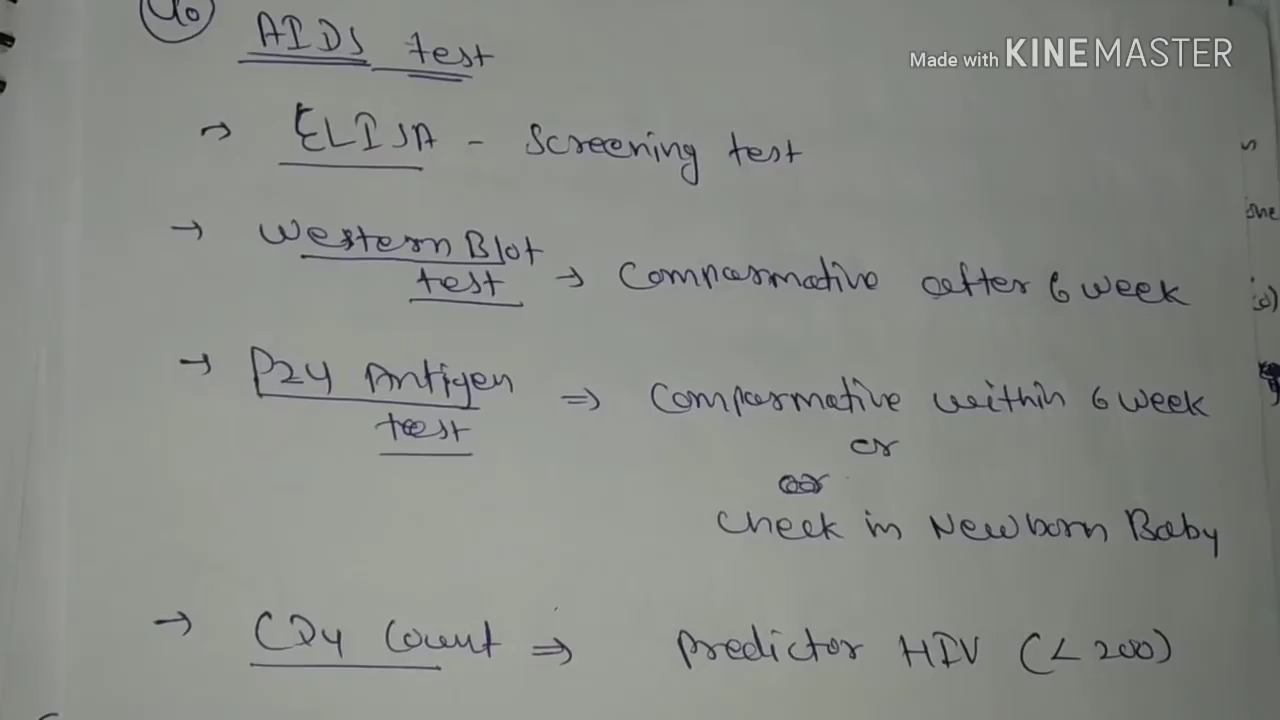 40
AIDS test
Made with KINEMASTER
→ ELISA - Screening test
→ Western Blot
test → Comparmative after 6 week
→ P24 Antigen
test ⇒ Comparmative within 6 week
or
or
Check in Newborn Baby
→ CD4 Count ⇒ Predictor HIV (< 200)